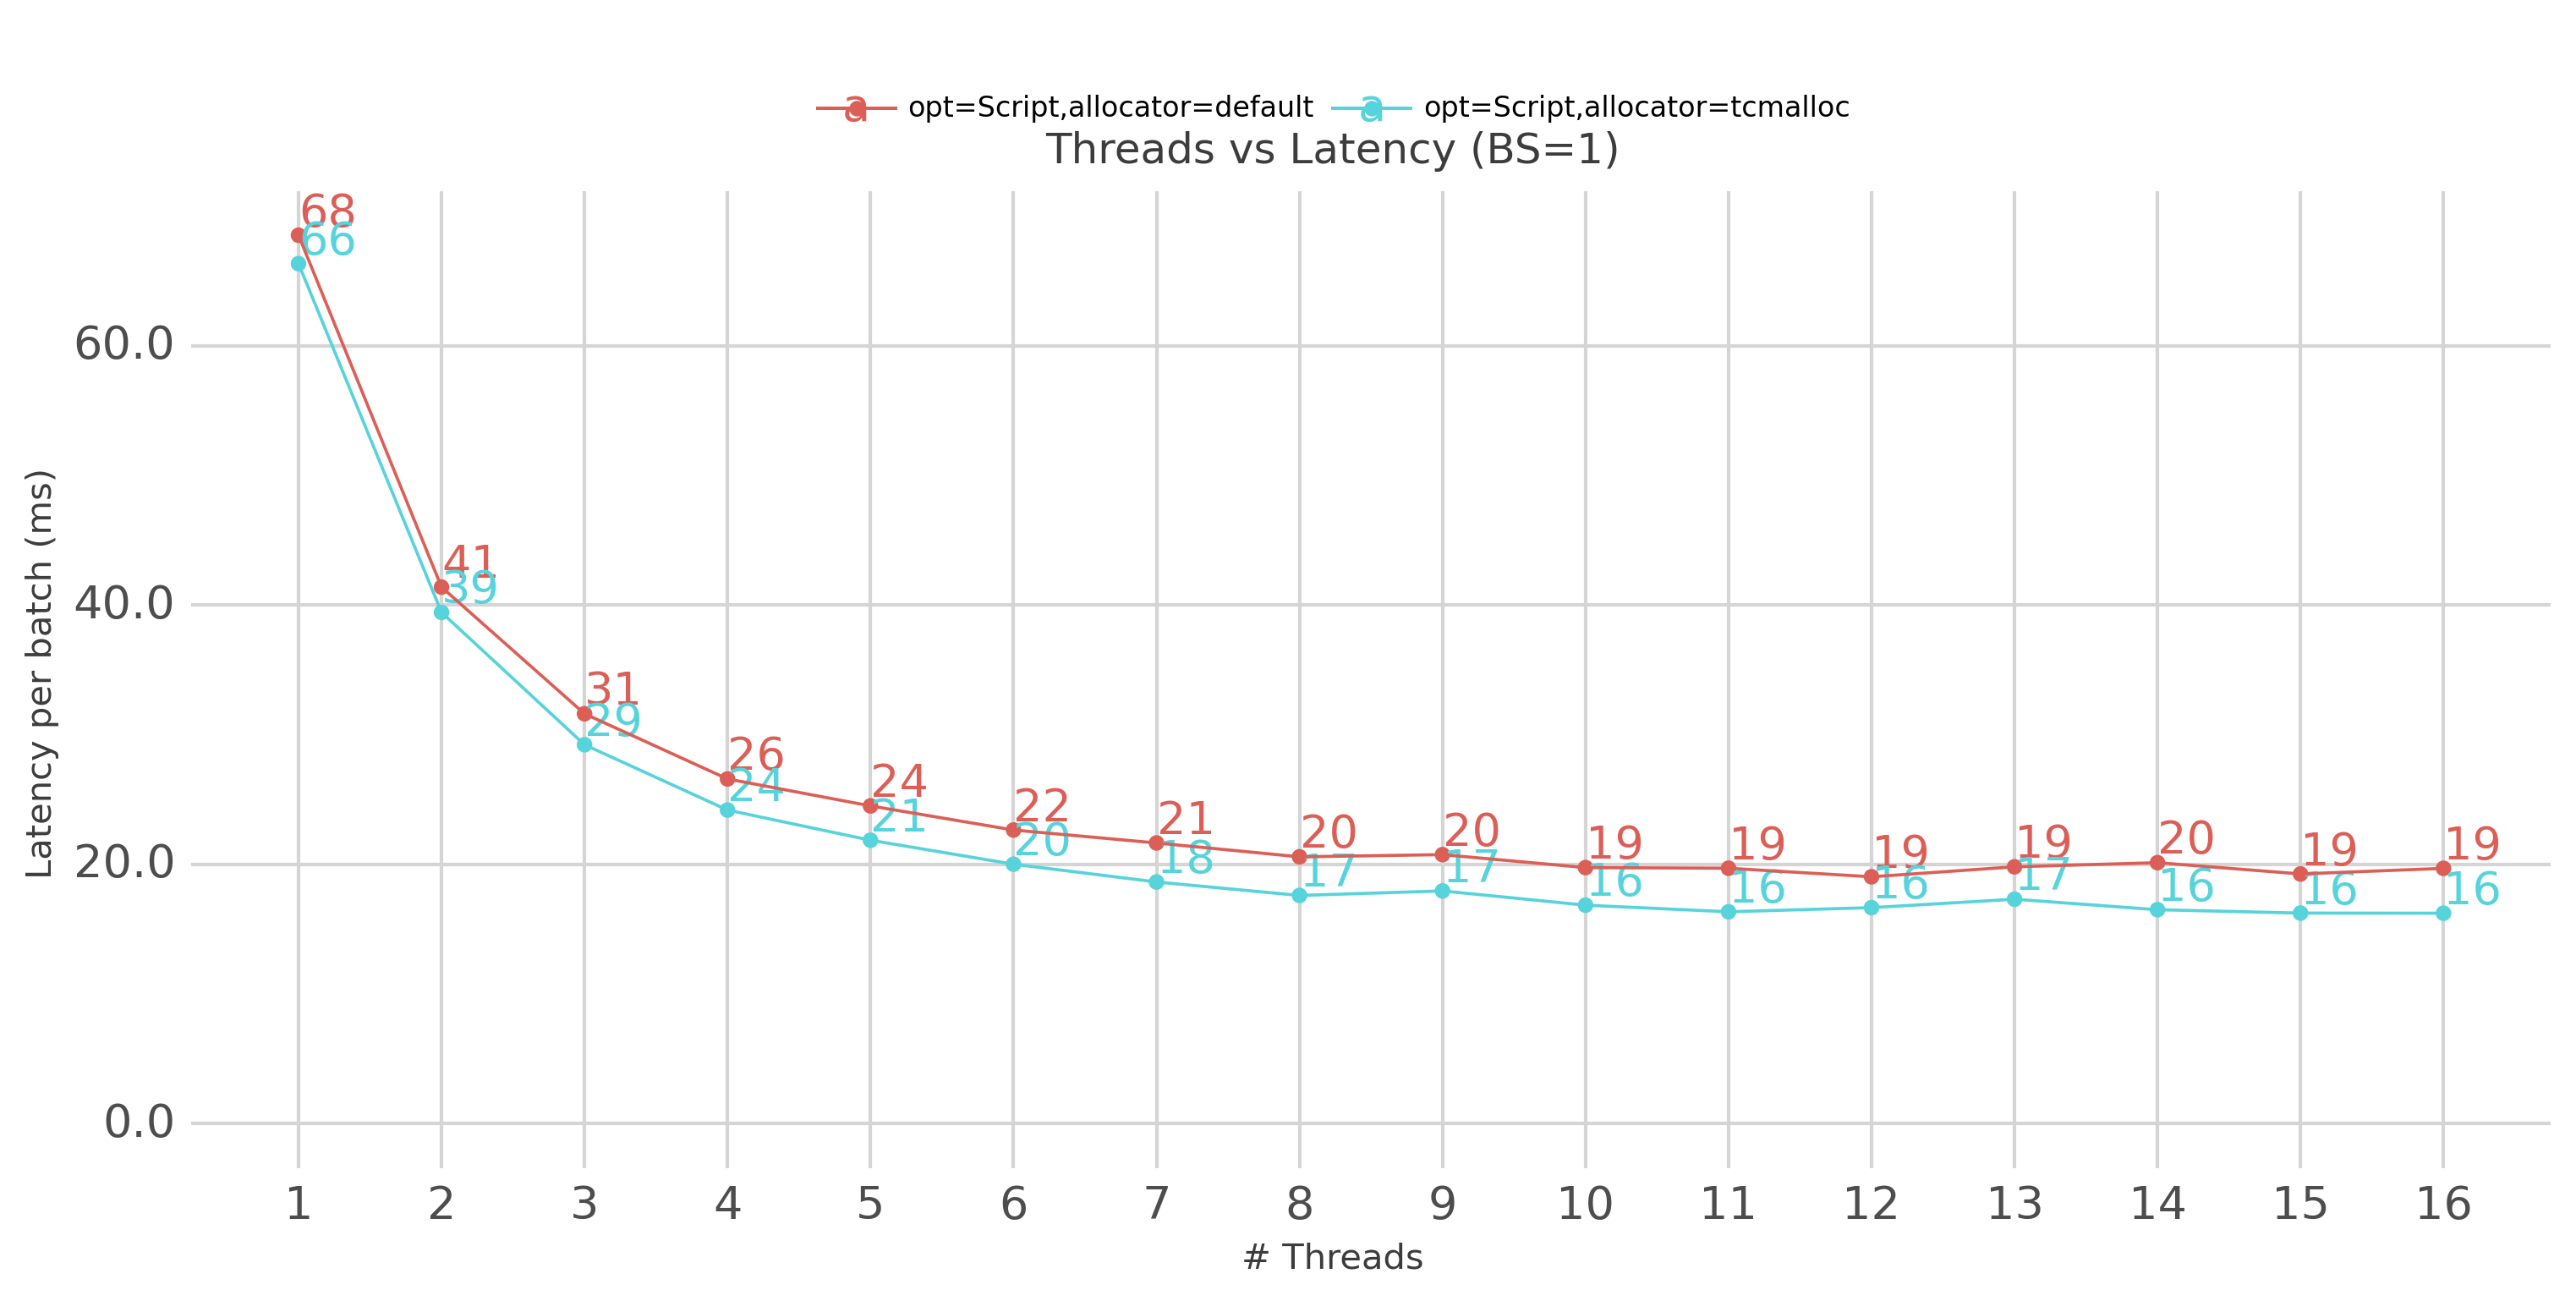 a opt=Script,allocator=default a opt=Script,allocator=tcmalloc
Threads vs Latency (BS=1)
Latency per batch (ms)
60.0
40.0
20.0
0.0
68 41 31 26 24 22 21 20 20 19 19 19 19 20 19 19
66 39 29 24 21 20 18 17 17 16 16 16 17 16 16 16
1 2 3 4 5 6 7 8 9 10 11 12 13 14 15 16
# Threads